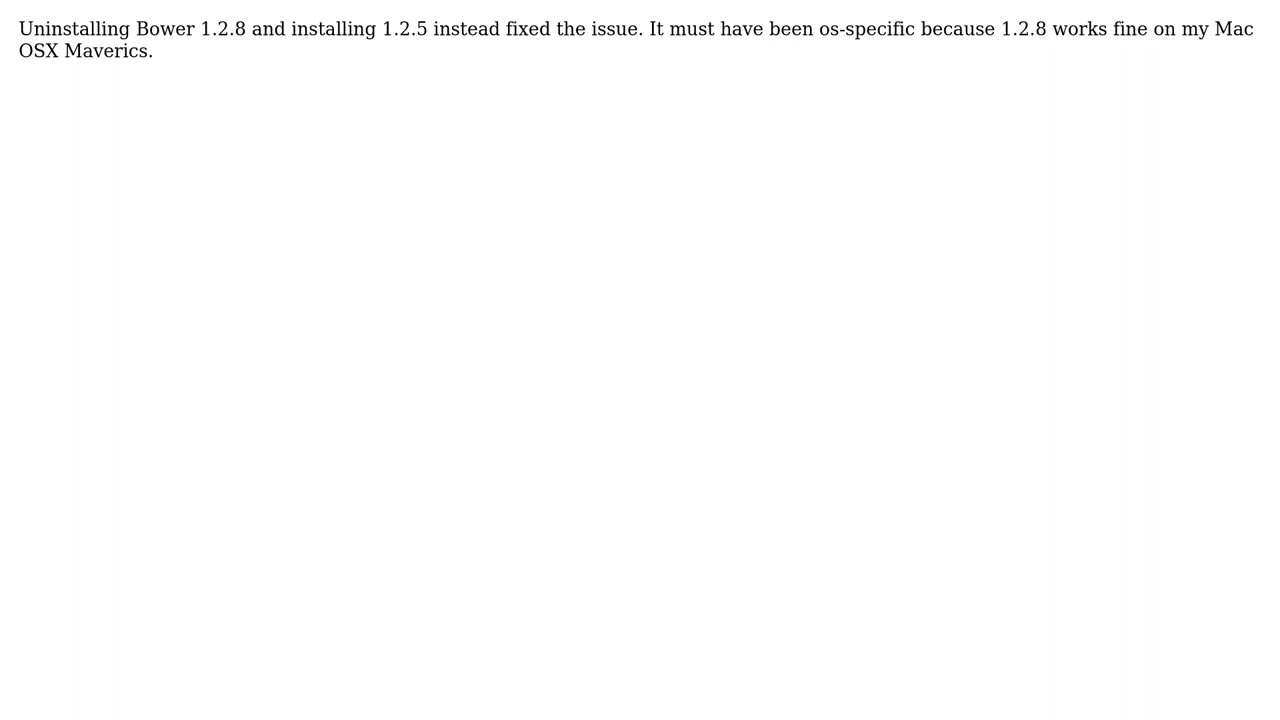 Uninstalling Bower 1.2.8 and installing 1.2.5 instead fixed the issue. It must have been os-specific because 1.2.8 works fine on my Mac
OSX Maverics.